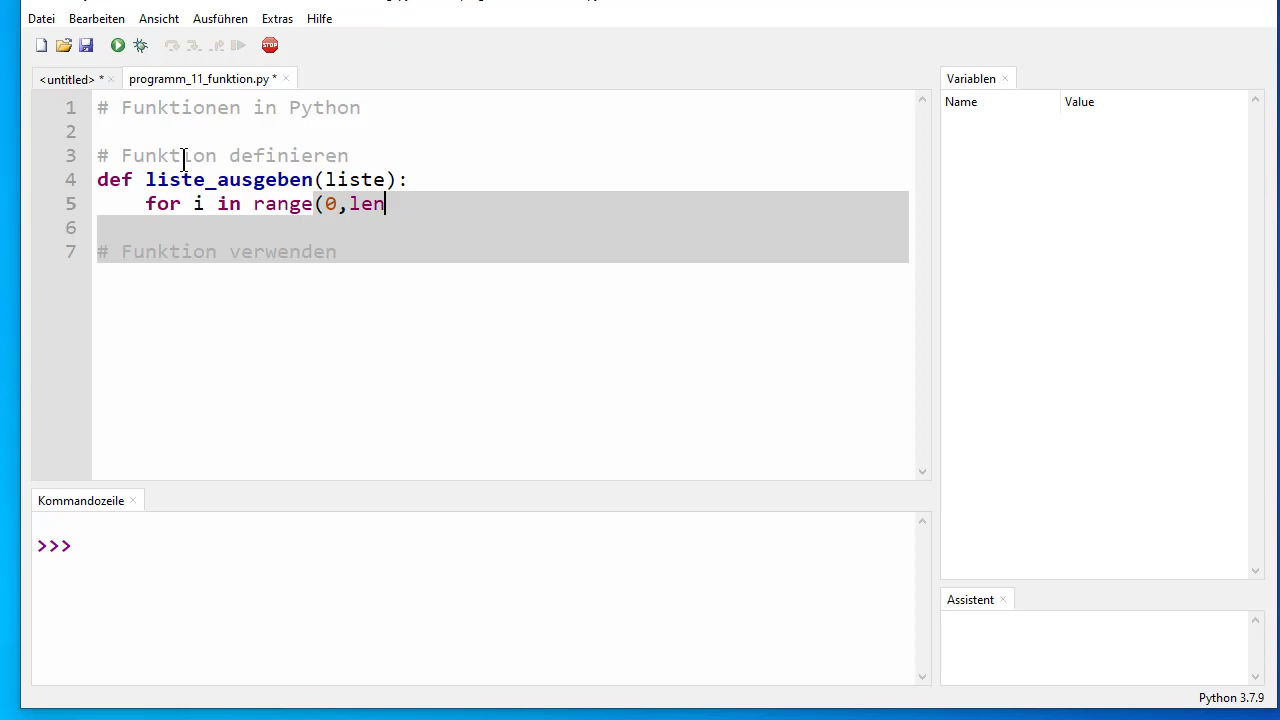 Datei Bearbeiten Ansicht Ausführen Extras Hilfe
STOP
<untitled> * × programm_11_funktion.py * ×
1 # Funktionen in Python
2
3 # Funktion definieren
4 def liste_ausgeben(liste):
5 for i in range(0,len
6
7 # Funktion verwenden
Variablen ×
Name Value
Kommandozeile ×
>>>
Assistent ×
Python 3.7.9